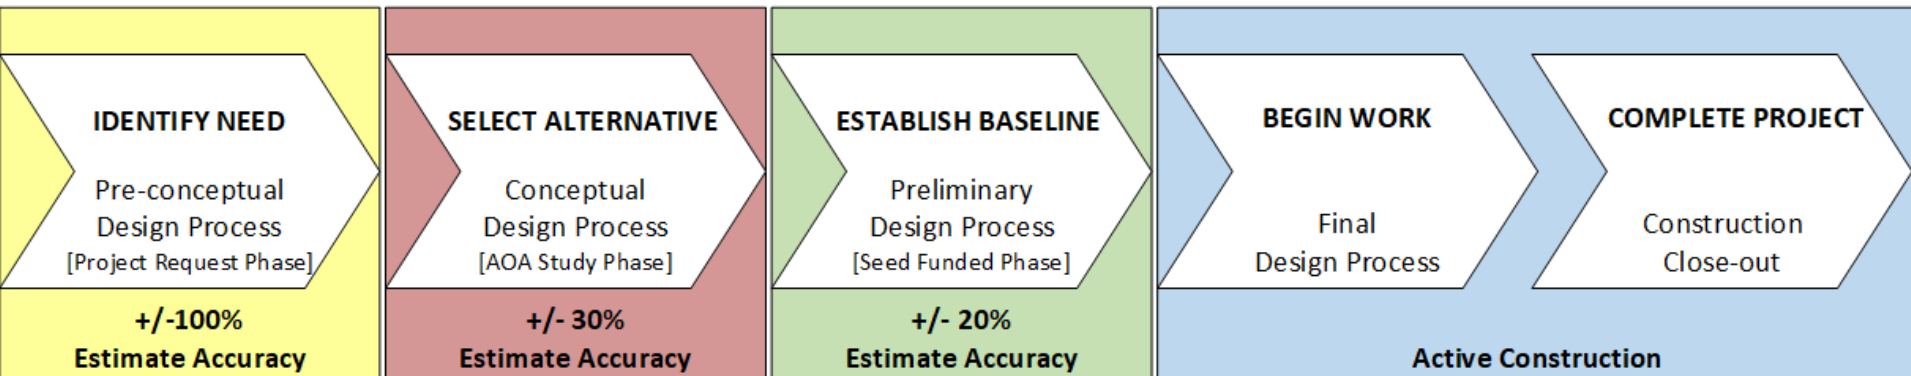 IDENTIFY NEED
Pre-conceptual
Design Process
[Project Request Phase]
+/-100%
Estimate Accuracy
SELECT ALTERNATIVE
Conceptual
Design Process
[AOA Study Phase]
+/- 30%
Estimate Accuracy
ESTABLISH BASELINE
Preliminary
Design Process
[Seed Funded Phase]
+/- 20%
Estimate Accuracy
BEGIN WORK
Final
Design Process
COMPLETE PROJECT
Construction
Close-out
Active Construction